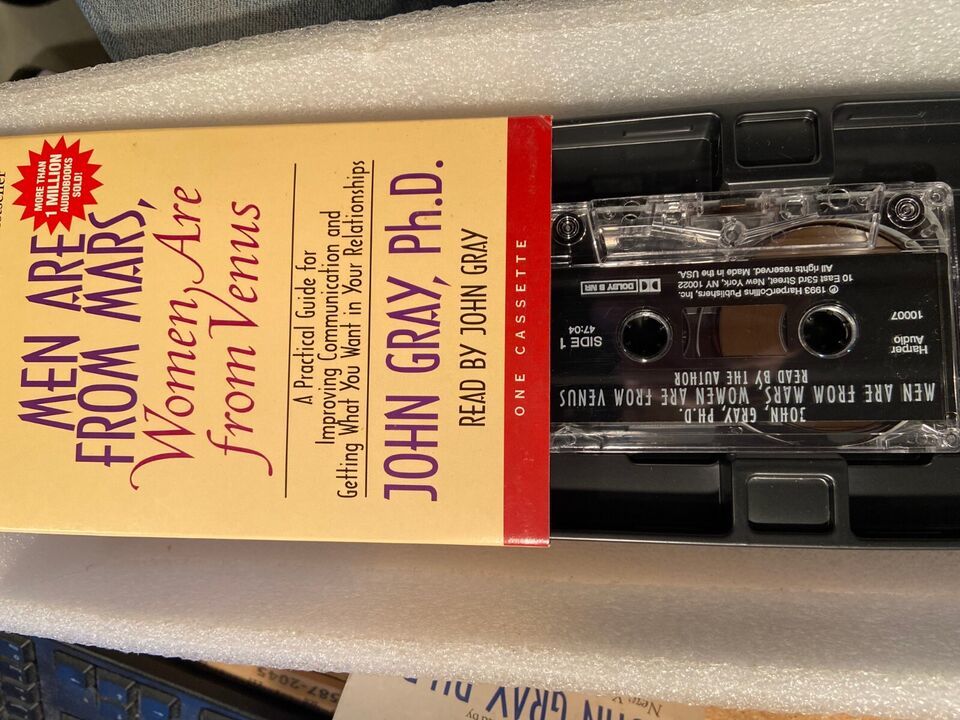 MORE THAN
1 MILLION
AUDIOBOOKS
SOLD!
MEN ARE
FROM MARS,
Women Are
from Venus
A Practical Guide for
Improving Communication and
Getting What You Want in Your Relationships
JOHN GRAY, Ph.D.
READ BY JOHN GRAY
ONE CASSETTE
JOHN, GRAY, PH.D.
MEN ARE FROM MARS, WOMEN ARE FROM VENUS
READ BY THE AUTHOR
Harper
Audio
10007
SIDE 1
47:04
℗ 1993 HarperCollins Publishers, Inc.
10 East 53rd Street, New York, NY 10022
All rights reserved. Made in the USA.
DOLBY B NR
587-2045
GRAY
New